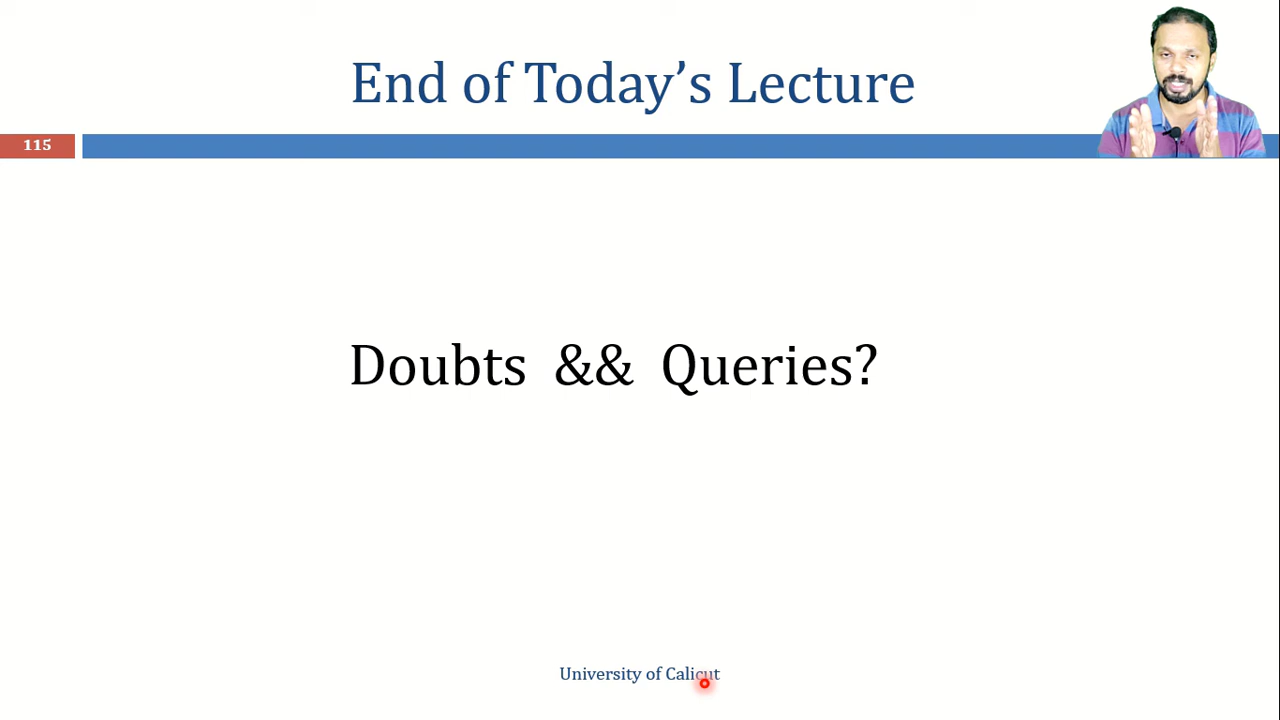 End of Today’s Lecture
115
Doubts && Queries?
University of Calicut